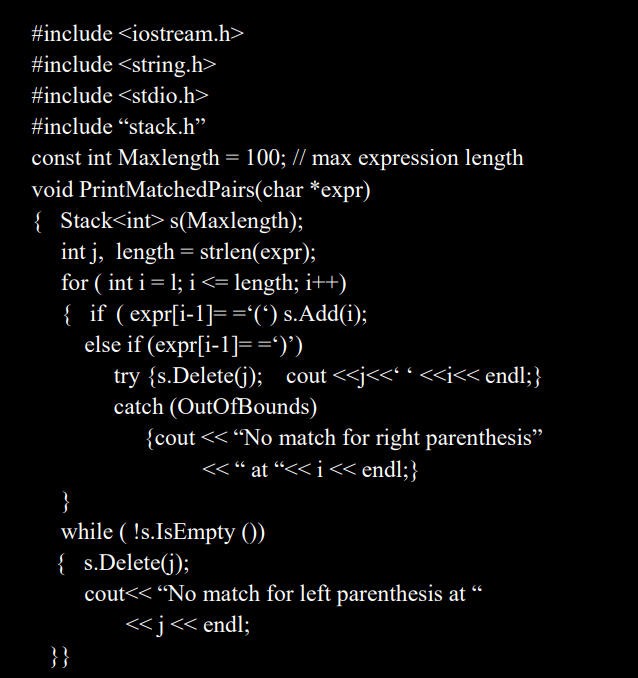 #include <iostream.h>
#include <string.h>
#include <stdio.h>
#include “stack.h”
const int Maxlength = 100; // max expression length
void PrintMatchedPairs(char *expr)
{ Stack<int> s(Maxlength);
int j, length = strlen(expr);
for ( int i = l; i <= length; i++)
{ if ( expr[i-1]= =‘(‘) s.Add(i);
else if (expr[i-1]= =‘)’)
try {s.Delete(j); cout <<j<<‘ ‘ <<i<< endl;}
catch (OutOfBounds)
{cout << “No match for right parenthesis”
<< “ at “<< i << endl;}
}
while ( !s.IsEmpty ())
{ s.Delete(j);
cout<< “No match for left parenthesis at “
<< j << endl;
}}